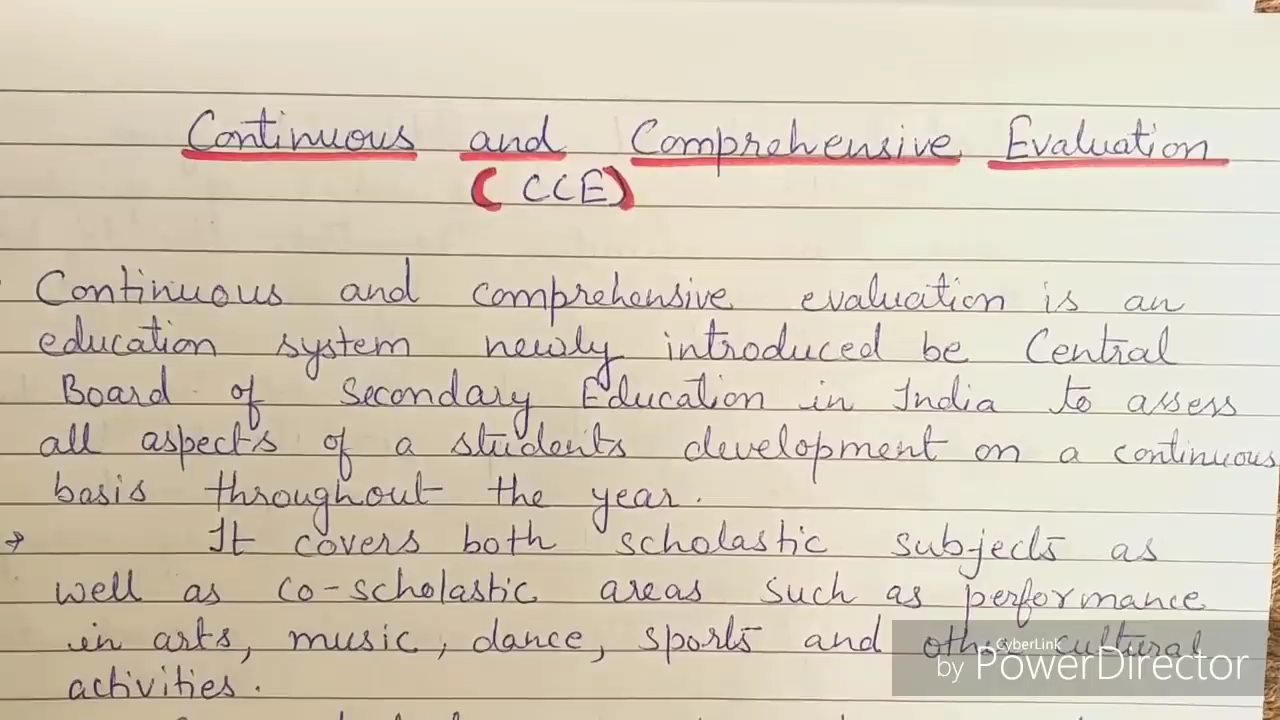 Continuous and Comprehensive Evaluation
(CCE)
Continuous and comprehensive evaluation is an
education system newly introduced be Central
Board of Secondary Education in India to assess
all aspects of a students development on a continuous
basis throughout the year.
→ It covers both scholastic subjects as
well as co-scholastic areas such as performance
in arts, music, dance, sports and other cultural
activities.
CyberLink
by PowerDirector